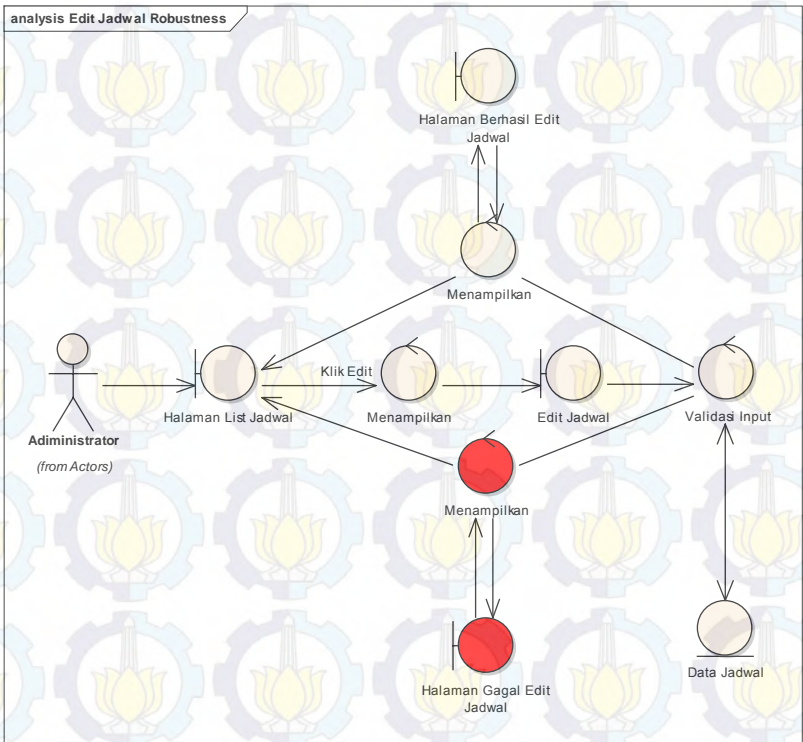 analysis Edit Jadwal Robustness
Halaman Berhasil Edit
Jadwal
Menampilkan
Klik Edit
Halaman List Jadwal
Menampilkan
Edit Jadwal
Validasi Input
Adiministrator
(from Actors)
Menampilkan
Halaman Gagal Edit
Jadwal
Data Jadwal